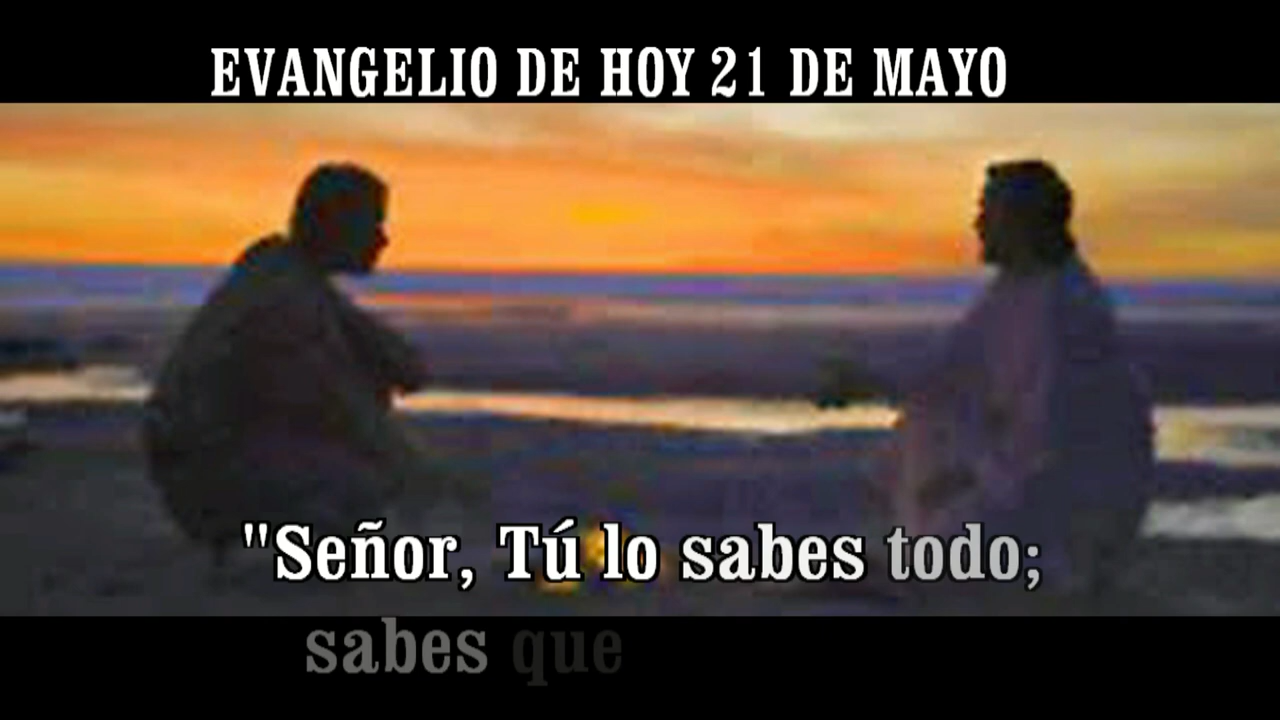 EVANGELIO DE HOY 21 DE MAYO
"Señor, Tú lo sabes todo;
sabes que